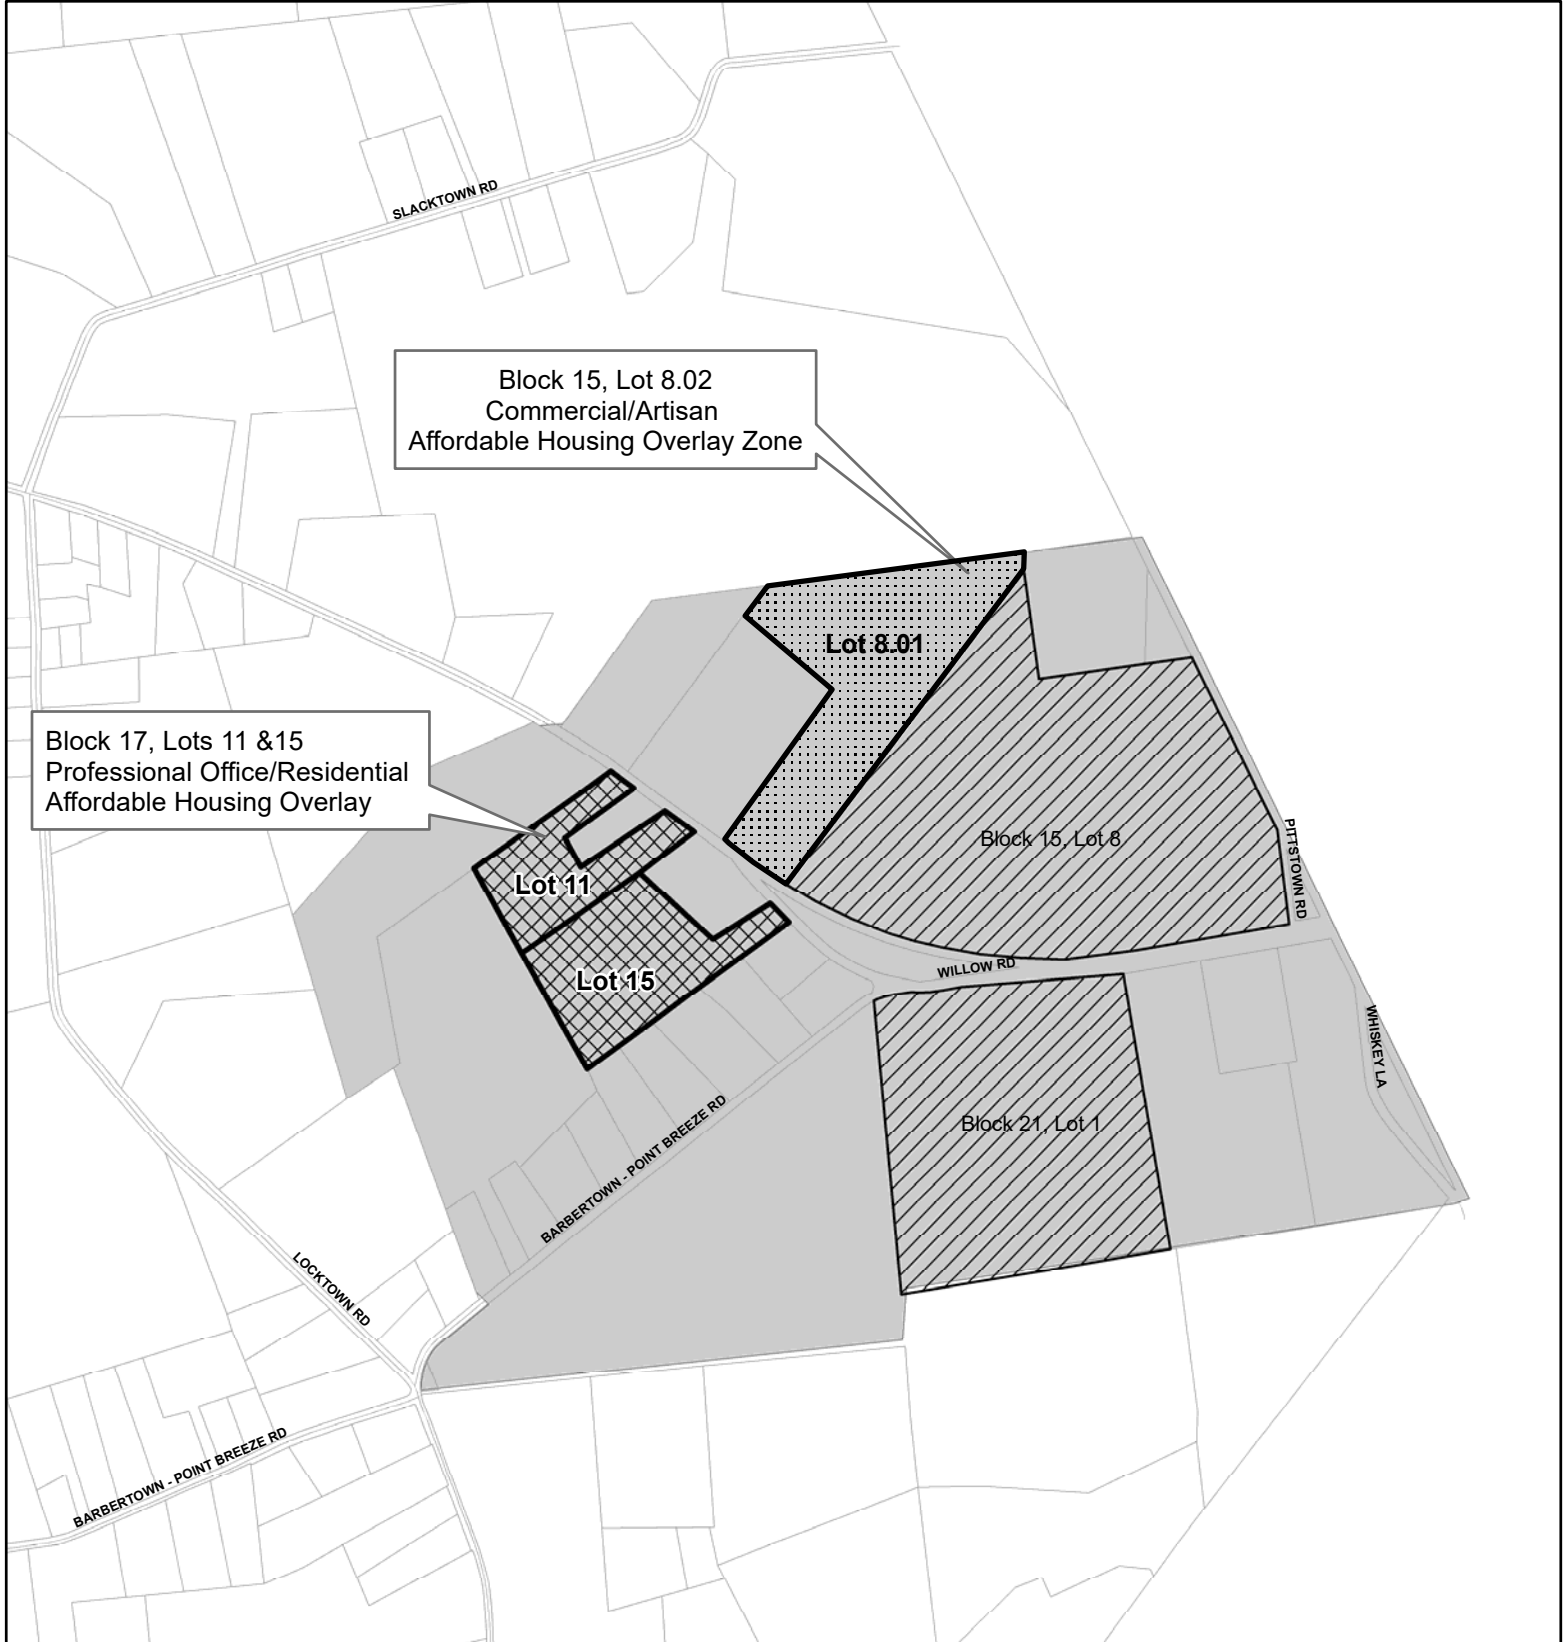 SLACKTOWN RD
Block 15, Lot 8.02
Commercial/Artisan
Affordable Housing Overlay Zone
Lot 8.01
Block 17, Lots 11 &15
Professional Office/Residential
Affordable Housing Overlay
Block 15, Lot 8
PITTSTOWN RD
Lot 11
Lot 15
WILLOW RD
WHISKEY LA
Block 21, Lot 1
BARBERTOWN - POINT BREEZE RD
LOCKTOWN RD
BARBERTOWN - POINT BREEZE RD